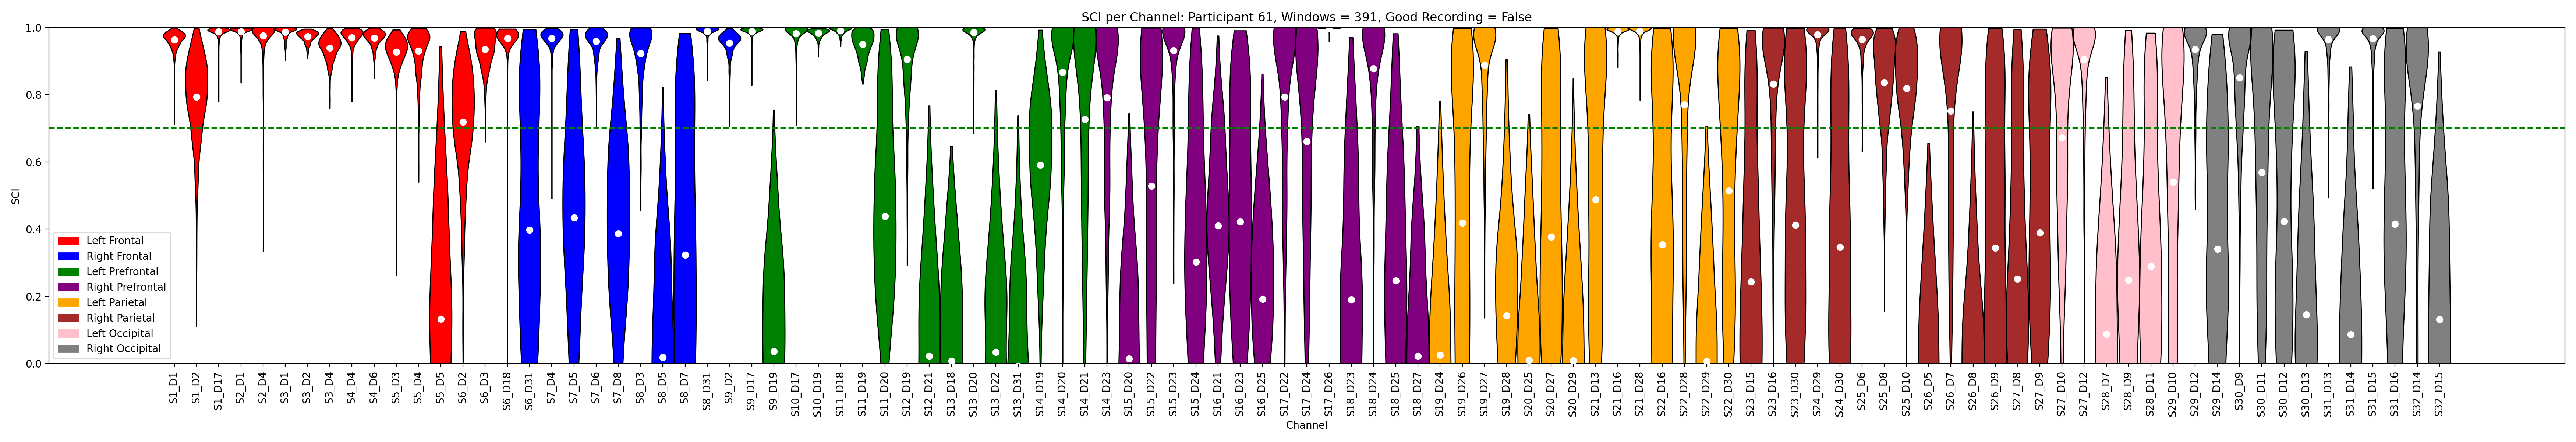 SCI per Channel: Participant 61, Windows = 391, Good Recording = False
SCI
1.0
0.8
0.6
0.4
0.2
0.0
Left Frontal
Right Frontal
Left Prefrontal
Right Prefrontal
Left Parietal
Right Parietal
Left Occipital
Right Occipital
S1_D1
S1_D2
S1_D17
S2_D1
S2_D4
S3_D1
S3_D2
S3_D4
S4_D4
S4_D6
S5_D3
S5_D4
S5_D5
S6_D2
S6_D3
S6_D18
S6_D31
S7_D4
S7_D5
S7_D6
S7_D8
S8_D3
S8_D5
S8_D7
S8_D31
S9_D2
S9_D17
S9_D19
S10_D17
S10_D19
S11_D18
S11_D19
S11_D20
S12_D19
S12_D21
S13_D18
S13_D20
S13_D22
S13_D31
S14_D19
S14_D20
S14_D21
S14_D23
S15_D20
S15_D22
S15_D23
S15_D24
S16_D21
S16_D23
S16_D25
S17_D22
S17_D24
S17_D26
S18_D23
S18_D24
S18_D25
S18_D27
S19_D24
S19_D26
S19_D27
S19_D28
S20_D25
S20_D27
S20_D29
S21_D13
S21_D16
S21_D28
S22_D16
S22_D28
S22_D29
S22_D30
S23_D15
S23_D16
S23_D30
S24_D29
S24_D30
S25_D6
S25_D8
S25_D10
S26_D5
S26_D7
S26_D8
S26_D9
S27_D8
S27_D9
S27_D10
S27_D12
S28_D7
S28_D9
S28_D11
S29_D10
S29_D12
S29_D14
S30_D9
S30_D11
S30_D12
S30_D13
S31_D13
S31_D14
S31_D15
S31_D16
S32_D14
S32_D15
Channel